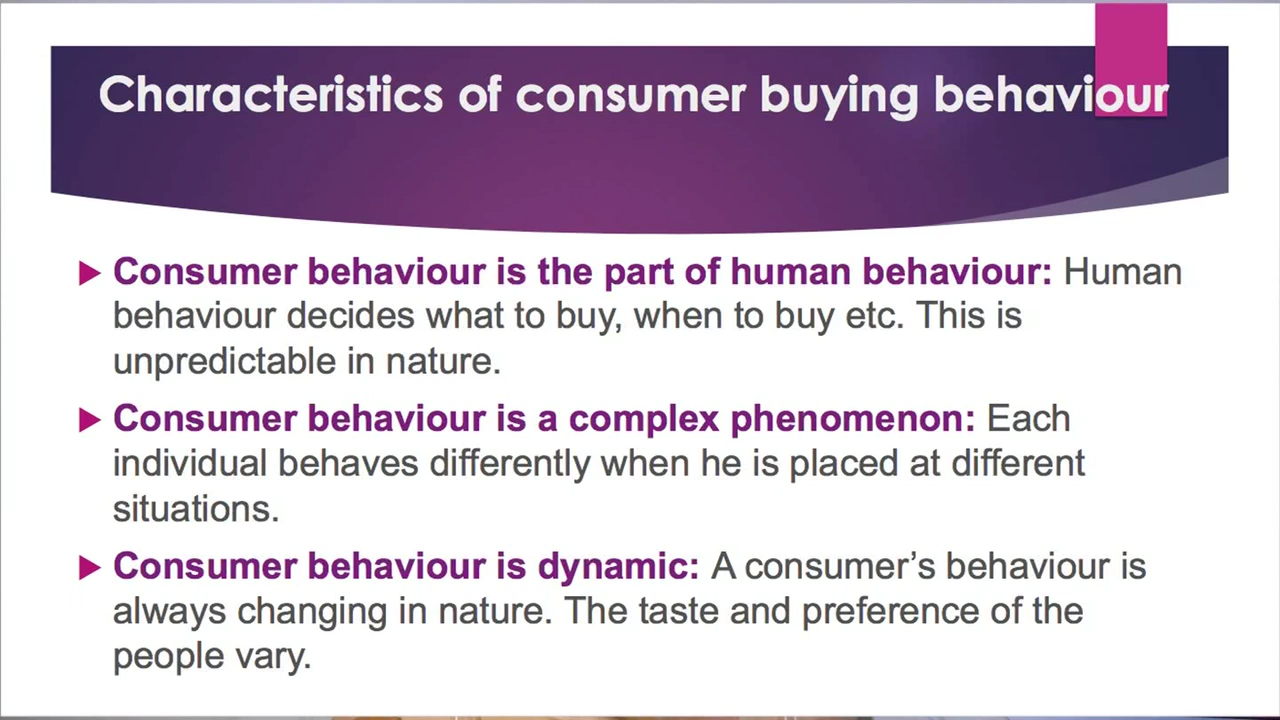 Characteristics of consumer buying behaviour
Consumer behaviour is the part of human behaviour: Human
behaviour decides what to buy, when to buy etc. This is
unpredictable in nature.
Consumer behaviour is a complex phenomenon: Each
individual behaves differently when he is placed at different
situations.
Consumer behaviour is dynamic: A consumer’s behaviour is
always changing in nature. The taste and preference of the
people vary.